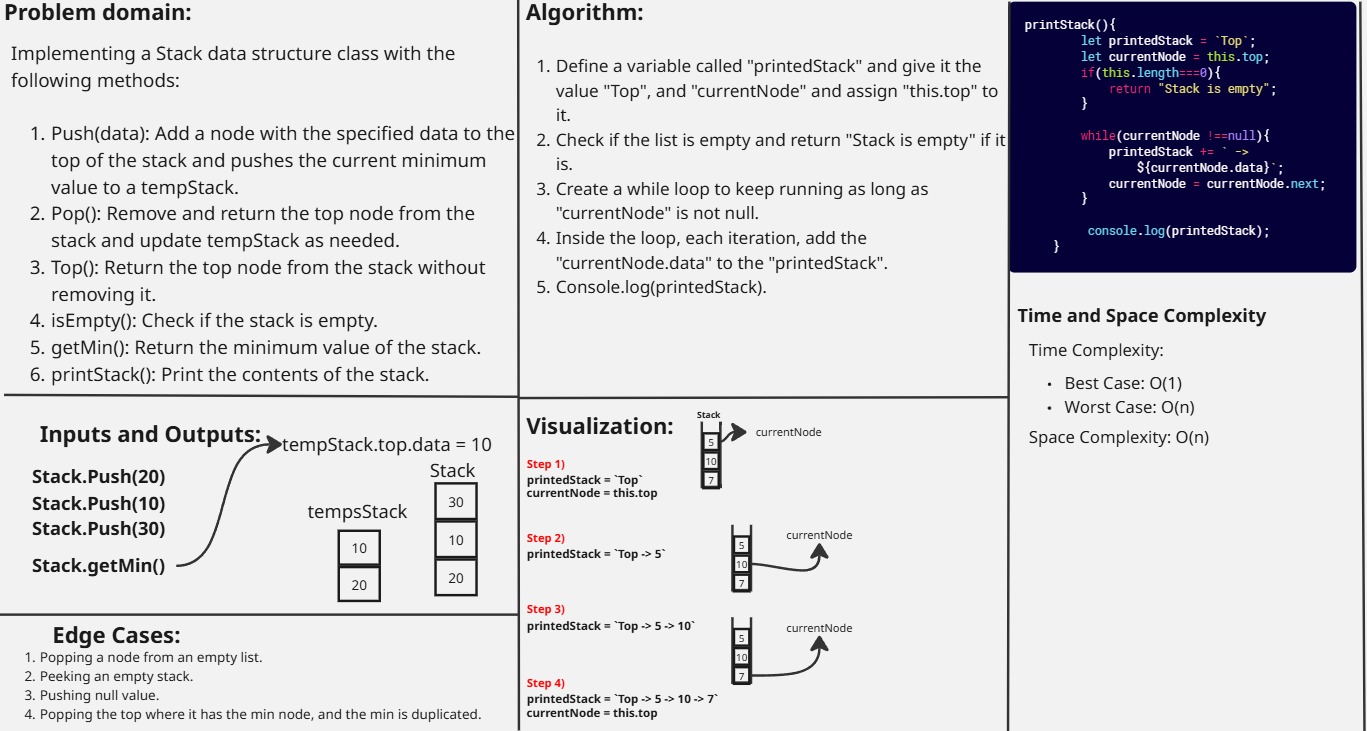 Problem domain:
Implementing a Stack data structure class with the
following methods:
1. Push(data): Add a node with the specified data to the
top of the stack and pushes the current minimum
value to a tempStack.
2. Pop(): Remove and return the top node from the
stack and update tempStack as needed.
3. Top(): Return the top node from the stack without
removing it.
4. isEmpty(): Check if the stack is empty.
5. getMin(): Return the minimum value of the stack.
6. printStack(): Print the contents of the stack.
Inputs and Outputs:
tempStack.top.data = 10
Stack.Push(20)
Stack.Push(10)
Stack.Push(30)
Stack.getMin()
tempsStack
10
20
Stack
30
10
20
Edge Cases:
1. Popping a node from an empty list.
2. Peeking an empty stack.
3. Pushing null value.
4. Popping the top where it has the min node, and the min is duplicated.
Algorithm:
1. Define a variable called "printedStack" and give it the
value "Top", and "currentNode" and assign "this.top" to
it.
2. Check if the list is empty and return "Stack is empty" if it
is.
3. Create a while loop to keep running as long as
"currentNode" is not null.
4. Inside the loop, each iteration, add the
"currentNode.data" to the "printedStack".
5. Console.log(printedStack).
Visualization:
Stack
5
10
7
currentNode
Step 1)
printedStack = `Top`
currentNode = this.top
Step 2)
printedStack = `Top -> 5`
5
10
7
currentNode
Step 3)
printedStack = `Top -> 5 -> 10`
5
10
7
currentNode
Step 4)
printedStack = `Top -> 5 -> 10 -> 7`
currentNode = this.top
printStack(){
let printedStack = `Top`;
let currentNode = this.top;
if(this.length===0){
return "Stack is empty";
}
while(currentNode !==null){
printedStack += ` ->
${currentNode.data}`;
currentNode = currentNode.next;
}
console.log(printedStack);
}
Time and Space Complexity
Time Complexity:
• Best Case: O(1)
• Worst Case: O(n)
Space Complexity: O(n)